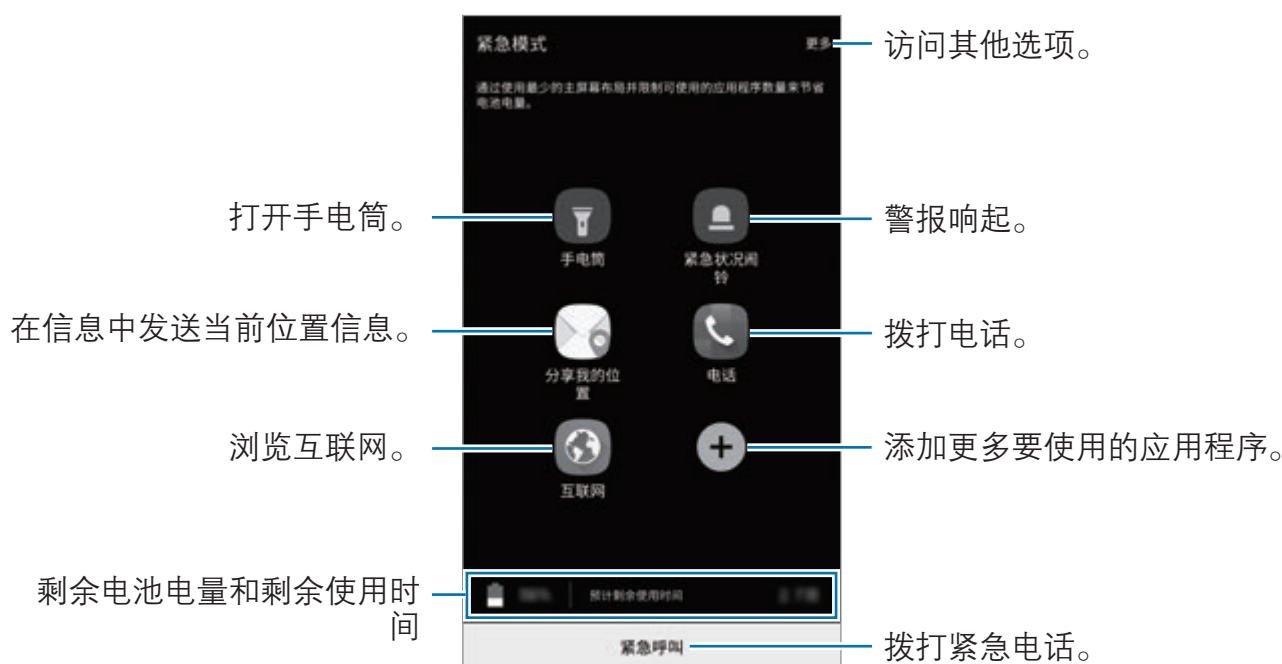 紧急模式
更多
访问其他选项。
通过使用最少的主屏幕布局并限制可使用的应用程序数量来节省
电池电量。
打开手电筒。
手电筒
紧急状况闹
铃
警报响起。
在信息中发送当前位置信息。
分享我的位
置
电话
拨打电话。
浏览互联网。
互联网
添加更多要使用的应用程序。
剩余电池电量和剩余使用时
间
预计剩余使用时间
紧急呼叫
拨打紧急电话。